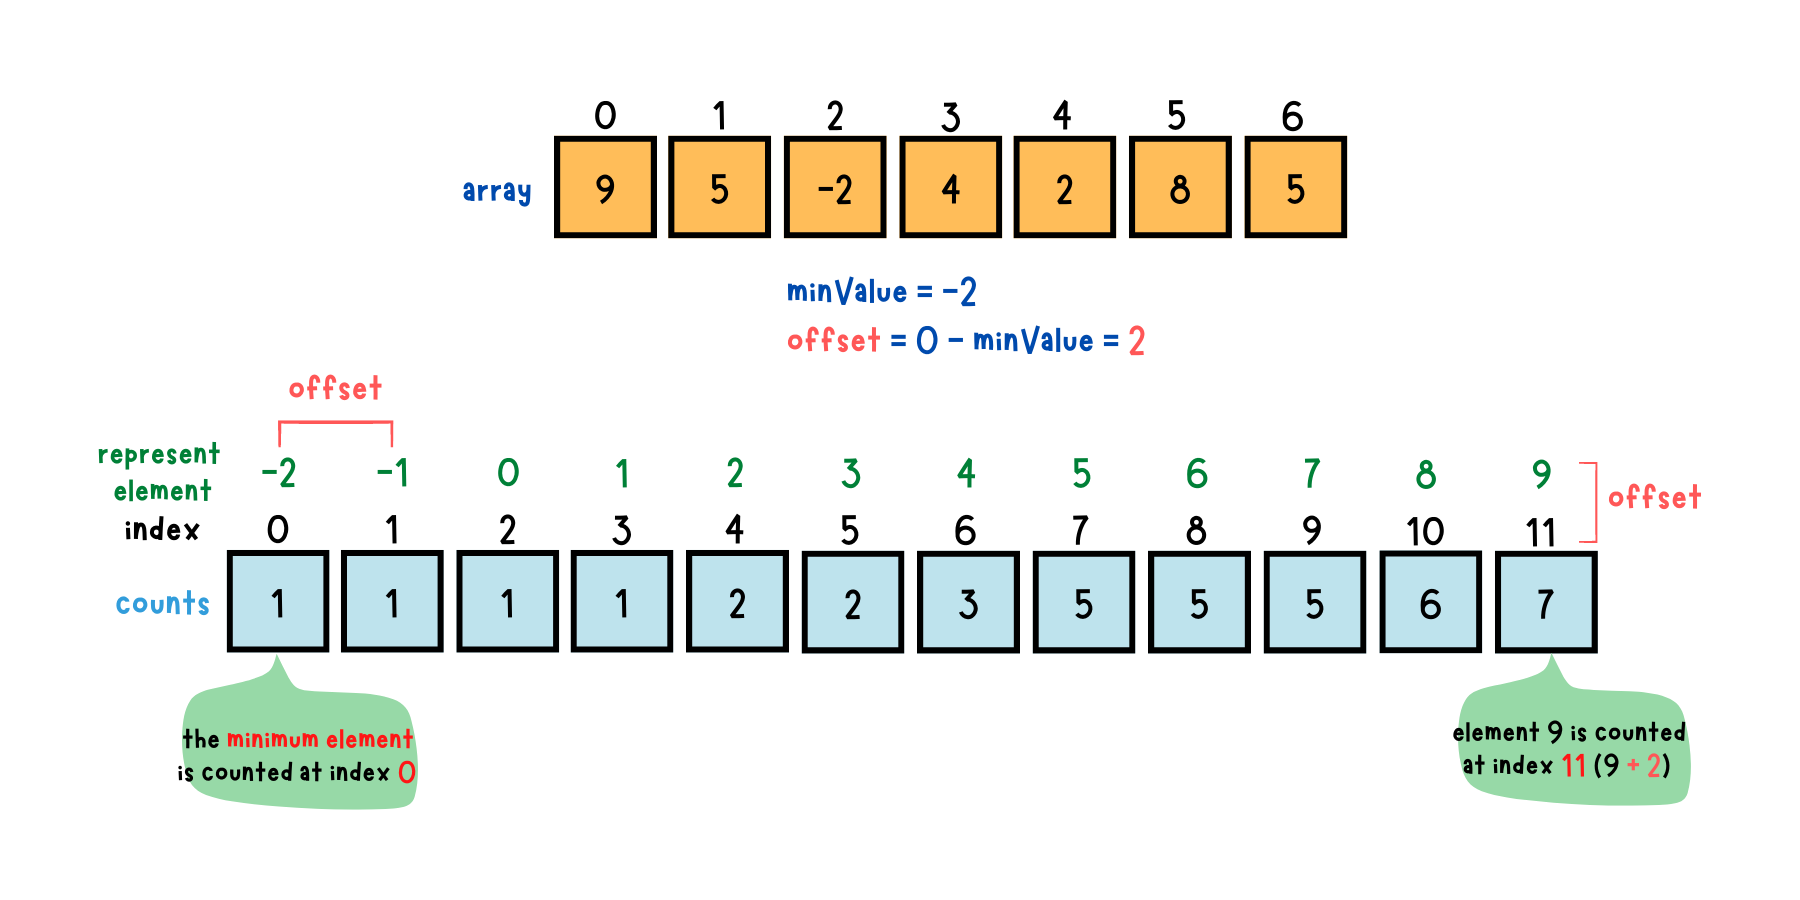 0 1 2 3 4 5 6
array 9 5 -2 4 2 8 5
minValue = -2
offset = 0 - minValue = 2
offset
represent
element
-2 -1 0 1 2 3 4 5 6 7 8 9
offset
index 0 1 2 3 4 5 6 7 8 9 10 11
counts 1 1 1 1 2 2 3 5 5 5 6 7
the minimum element
is counted at index 0
element 9 is counted
at index 11 (9 + 2)